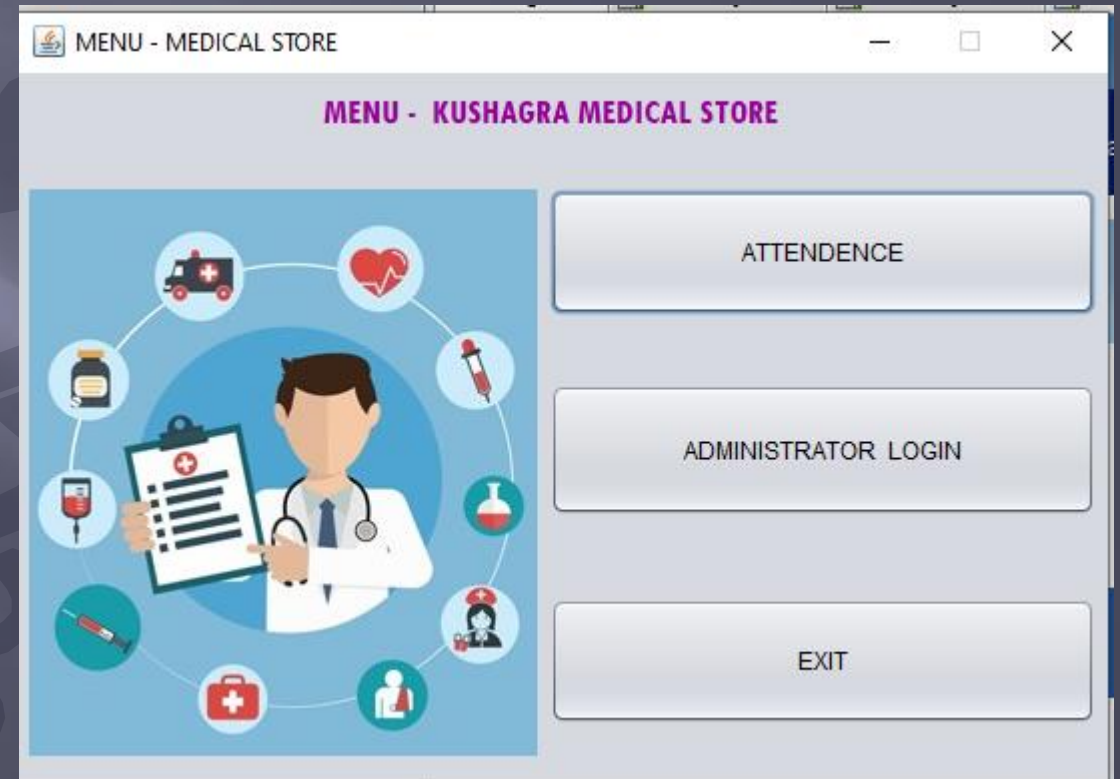 MENU - MEDICAL STORE
MENU - KUSHAGRA MEDICAL STORE
ATTENDENCE
ADMINISTRATOR LOGIN
EXIT